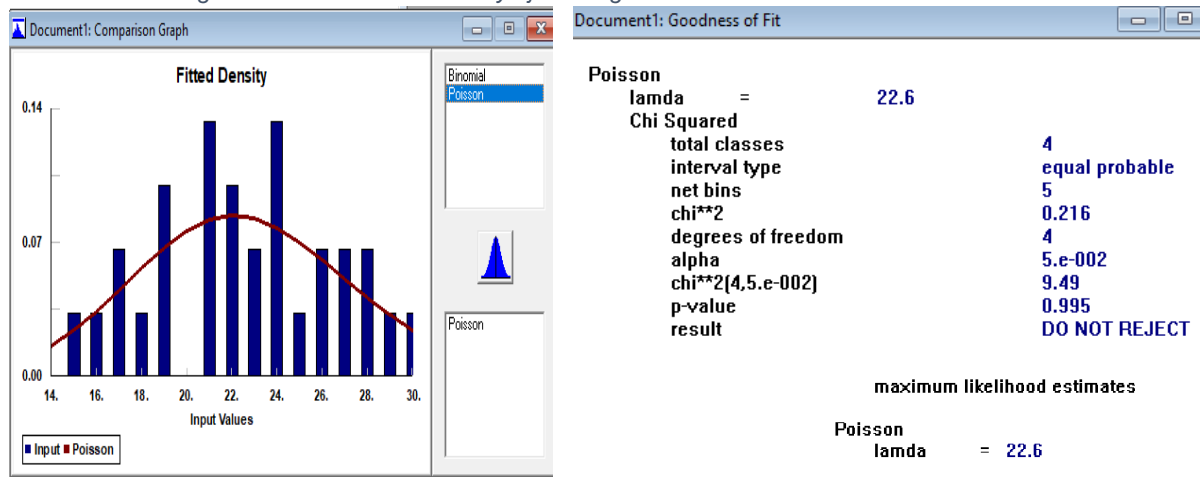 Document1: Comparison Graph
Fitted Density
0.14
0.07
0.00
14. 16. 18. 20. 22. 24. 26. 28. 30.
Input Values
Input Poisson
Binomial
Poisson
Poisson
Document1: Goodness of Fit
Poisson
lamda = 22.6
Chi Squared
total classes 4
interval type equal probable
net bins 5
chi**2 0.216
degrees of freedom 4
alpha 5.e-002
chi**2(4,5.e-002) 9.49
p-value 0.995
result DO NOT REJECT
maximum likelihood estimates
Poisson
lamda = 22.6